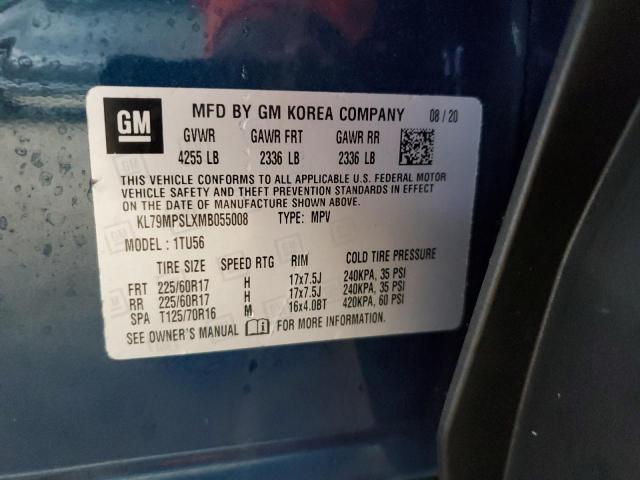 GM
MFD BY GM KOREA COMPANY 08/20
GVWR GAWR FRT GAWR RR
4255 LB 2336 LB 2336 LB
THIS VEHICLE CONFORMS TO ALL APPLICABLE U.S. FEDERAL MOTOR
VEHICLE SAFETY AND THEFT PREVENTION STANDARDS IN EFFECT
ON THE DATE OF MANUFACTURE SHOWN ABOVE.
KL79MPSLXMB055008 TYPE: MPV
MODEL: 1TU56
TIRE SIZE SPEED RTG RIM COLD TIRE PRESSURE
FRT 225/60R17 H 17x7.5J 240KPA, 35 PSI
RR 225/60R17 H 17x7.5J 240KPA, 35 PSI
SPA T125/70R16 M 16x4.0BT 420KPA, 60 PSI
SEE OWNER'S MANUAL FOR MORE INFORMATION.